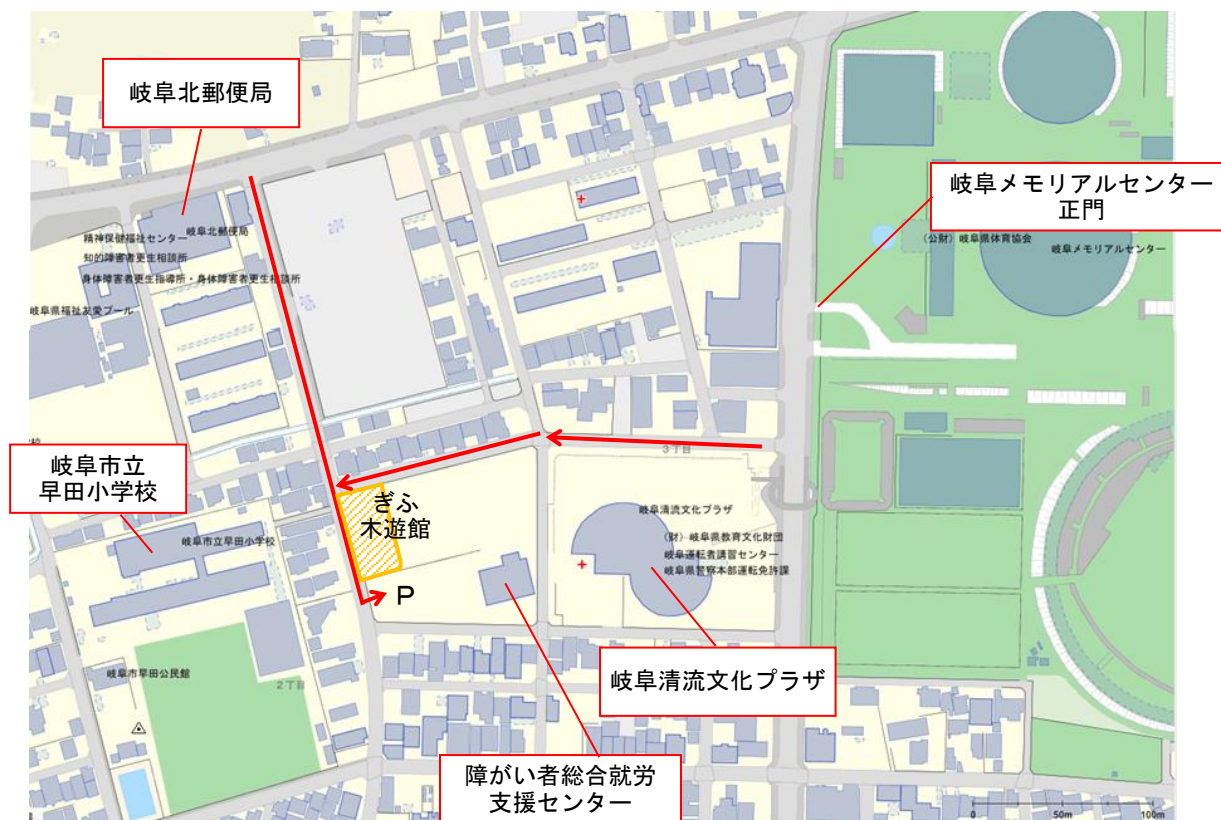 岐阜北郵便局
岐阜メモリアルセンター
正門
岐阜北郵便局
精神保健福祉センター
知的障害者更生相談所
身体障害者更生指導所・身体障害者更生相談所
岐阜県福祉友愛プール
(公財)岐阜県体育協会
岐阜メモリアルセンター
校
岐阜市立
早田小学校
3丁目
ぎふ
木遊館
岐阜清流文化プラザ
(財)岐阜県教育文化財団
岐阜運転者講習センター
岐阜県警察本部運転免許課
岐阜市立早田小学校
P
岐阜市早田公民館
2丁目
岐阜清流文化プラザ
障がい者総合就労
支援センター
0 50m 100m